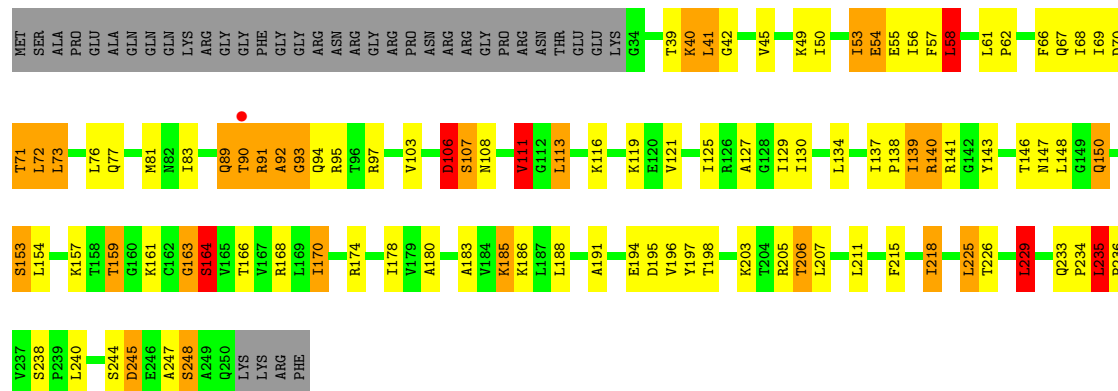 MET SER ALA PRO GLU ALA GLN GLN GLN LYS ARG GLY GLY PHE GLY GLY ARG ASN ARG GLY ARG PRO ASN ARG ARG GLY PRO ARG ASN THR GLU GLU LYS G34 T39 K40 L41 G42 V45 K49 I50 I53 E54 E55 I56 F57 L58 L61 P62 F66 Q67 I68 I69 D70
T71 L72 L73 L76 Q77 M81 N82 I83 Q89 T90 R91 A92 G93 Q94 R95 T96 R97 V103 D106 S107 N108 V111 G112 L113 K116 K119 E120 V121 I125 R126 A127 G128 I129 I130 L134 I137 P138 I139 R140 R141 G142 Y143 T146 N147 L148 G149 Q150
S153 L154 K157 T158 T159 G160 K161 C162 G163 S164 V165 T166 V167 R168 L169 I170 R174 I178 V179 A180 A183 V184 K185 K186 L187 L188 A191 E194 D195 V196 Y197 T198 K203 T204 R205 T206 L207 L211 F215 I218 L225 T226 L229 Q233 P234 L235 P236
V237 S238 P239 L240 S244 D245 E246 A247 S248 A249 Q250 LYS LYS ARG PHE